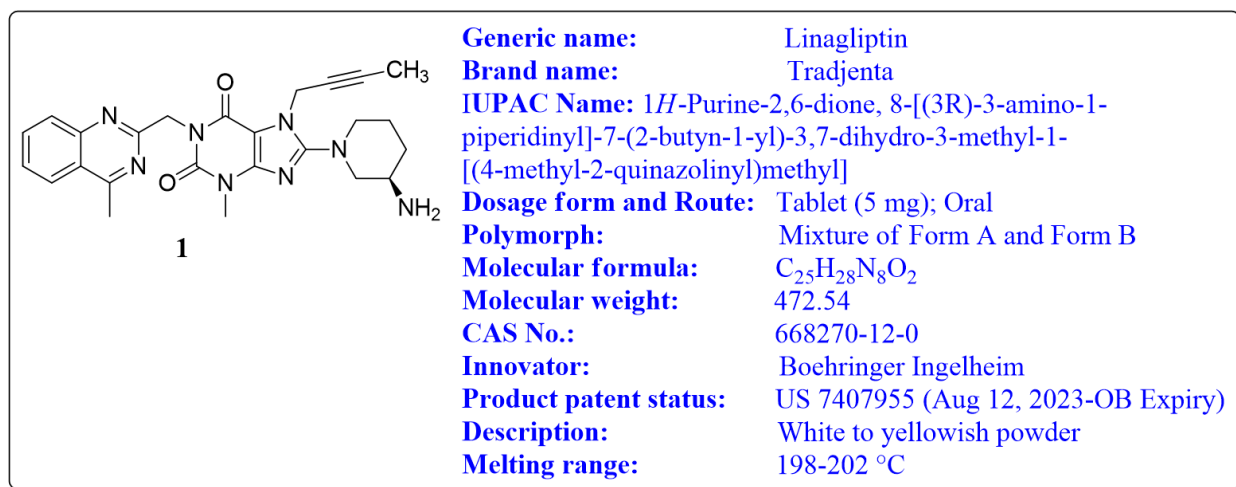 Generic name: Linagliptin
Brand name: Tradjenta
IUPAC Name: 1H-Purine-2,6-dione, 8-[(3R)-3-amino-1-
piperidinyl]-7-(2-butyn-1-yl)-3,7-dihydro-3-methyl-1-
[(4-methyl-2-quinazolinyl)methyl]
Dosage form and Route: Tablet (5 mg); Oral
Polymorph: Mixture of Form A and Form B
Molecular formula: C25H28N8O2
Molecular weight: 472.54
CAS No.: 668270-12-0
Innovator: Boehringer Ingelheim
Product patent status: US 7407955 (Aug 12, 2023-OB Expiry)
Description: White to yellowish powder
Melting range: 198-202 °C
CH3
O
N
N
N
N
N
O
N
N
NH2
1